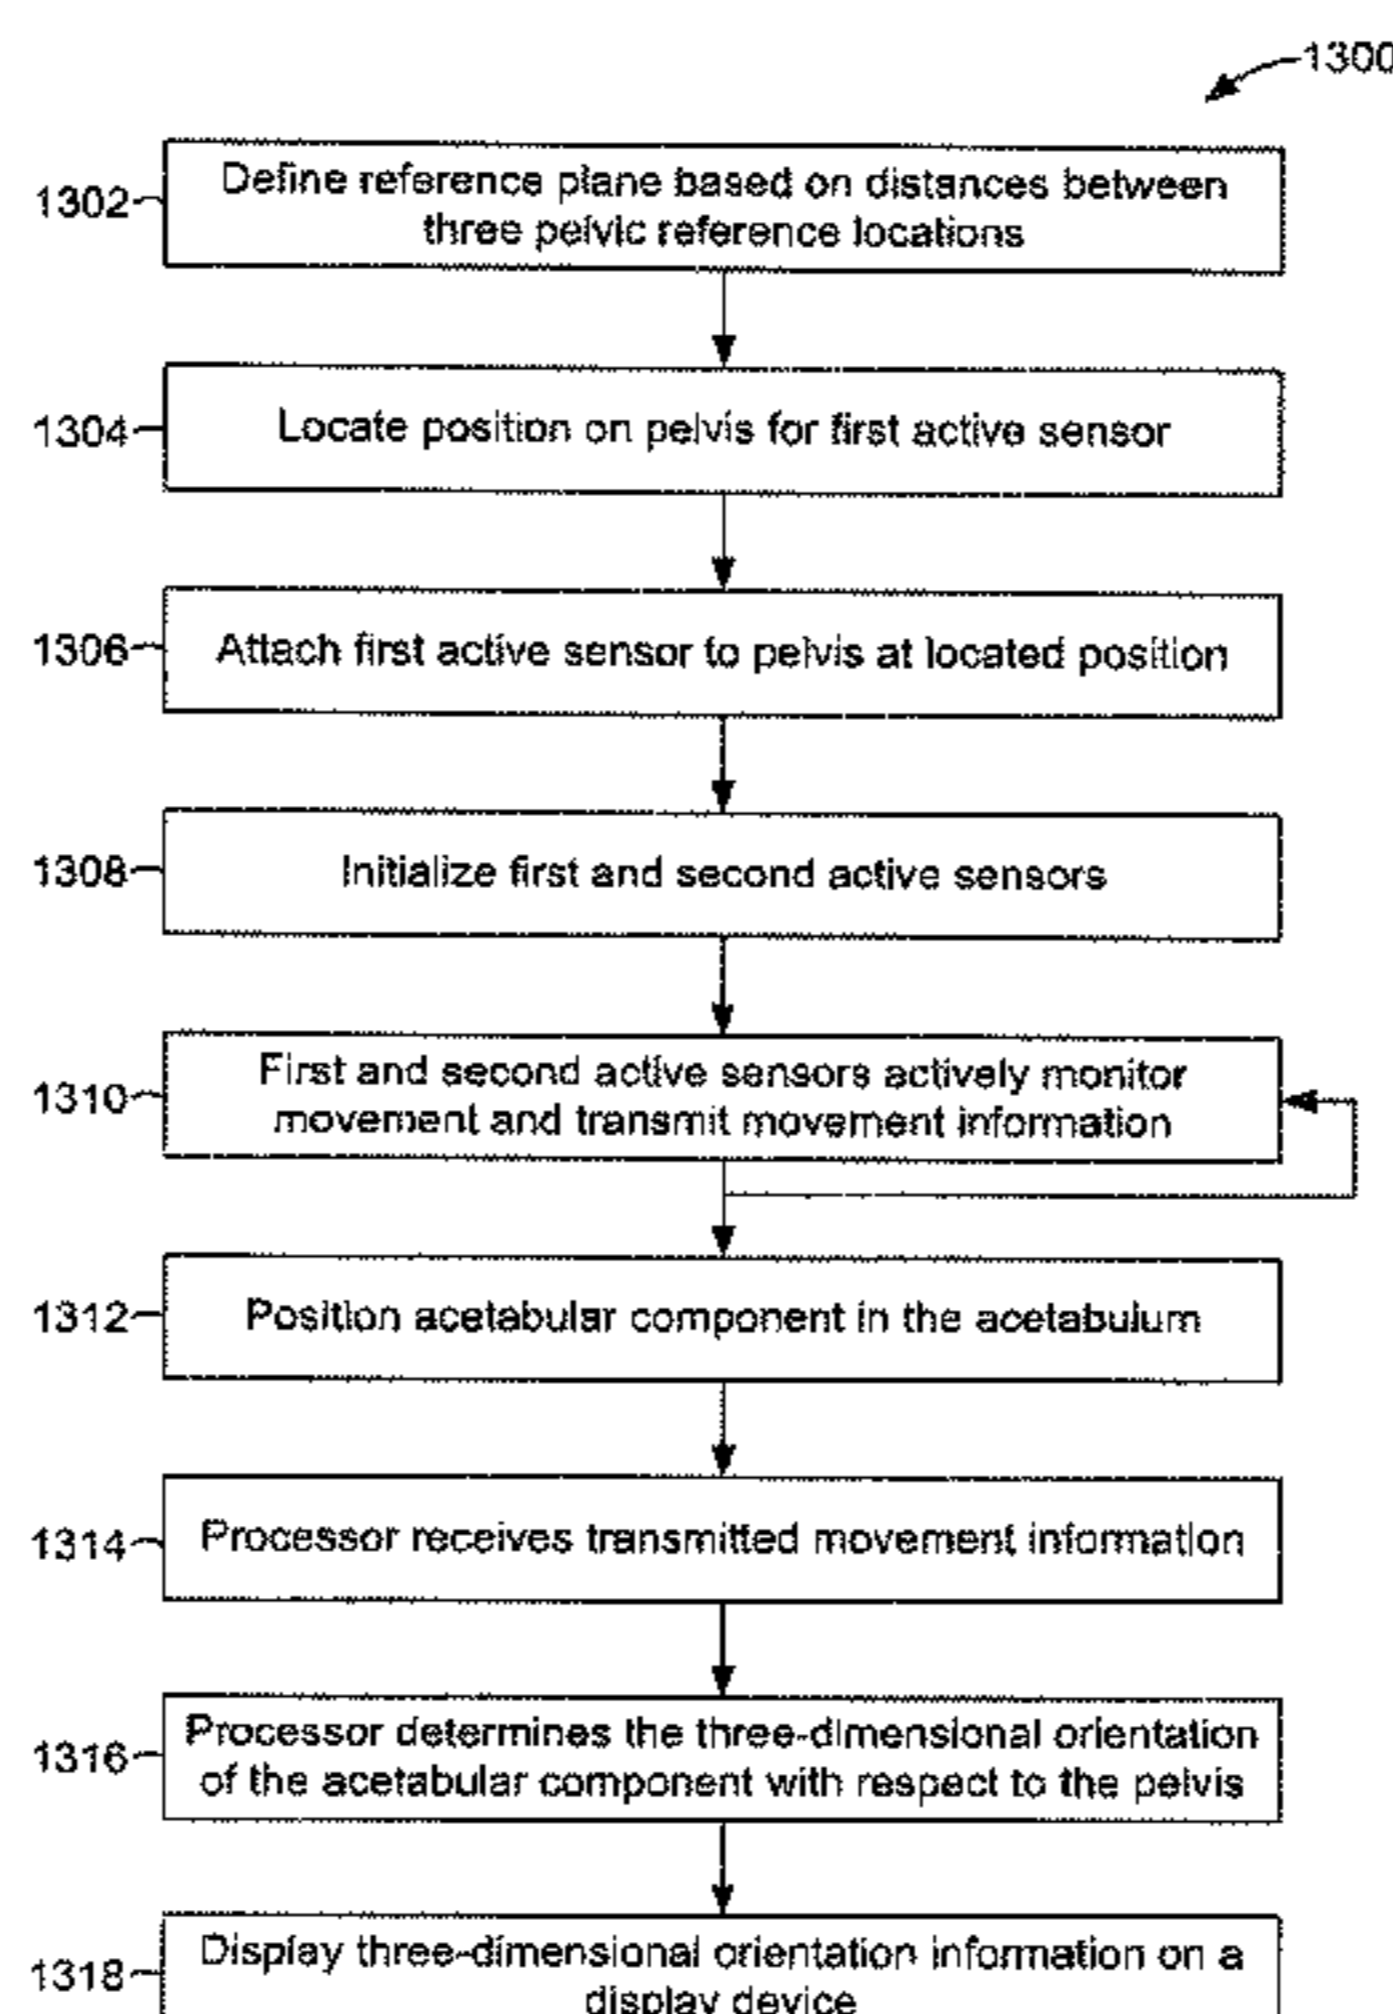 1300
1302
Define reference plane based on distances between
three pelvic reference locations
1304
Locate position on pelvis for first active sensor
1306
Attach first active sensor to pelvis at located position
1308
Initialize first and second active sensors
1310
First and second active sensors actively monitor
movement and transmit movement information
1312
Position acetabular component in the acetabulum
1314
Processor receives transmitted movement information
1316
Processor determines the three-dimensional orientation
of the acetabular component with respect to the pelvis
1318
Display three-dimensional orientation information on a
display device